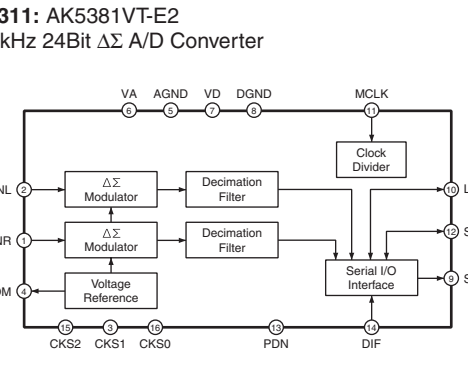 311: AK5381VT-E2
kHz 24Bit ΔΣ A/D Converter
VA AGND VD DGND MCLK
6 5 7 8 11
Clock
Divider
NL 2 ΔΣ
Modulator Decimation
Filter 10 L
NR 1 ΔΣ
Modulator Decimation
Filter 12 S
OM 4 Voltage
Reference Serial I/O
Interface 9 S
15 3 16 13 14
CKS2 CKS1 CKS0 PDN DIF